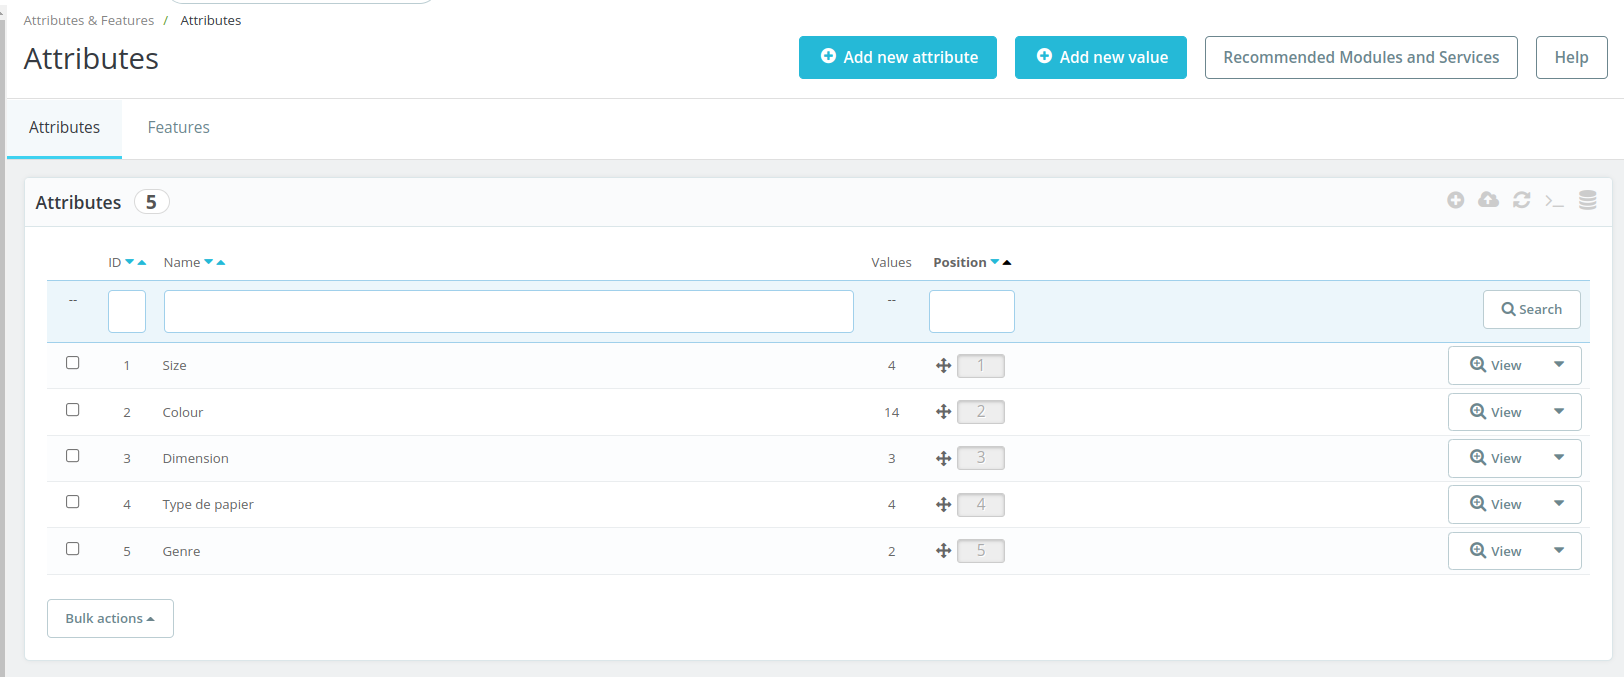 Attributes & Features / Attributes
Attributes
Add new attribute
Add new value
Recommended Modules and Services
Help
Attributes
Features
Attributes 5
ID Name Values Position
-- -- Search
1 Size 4 1 View
2 Colour 14 2 View
3 Dimension 3 3 View
4 Type de papier 4 4 View
5 Genre 2 5 View
Bulk actions